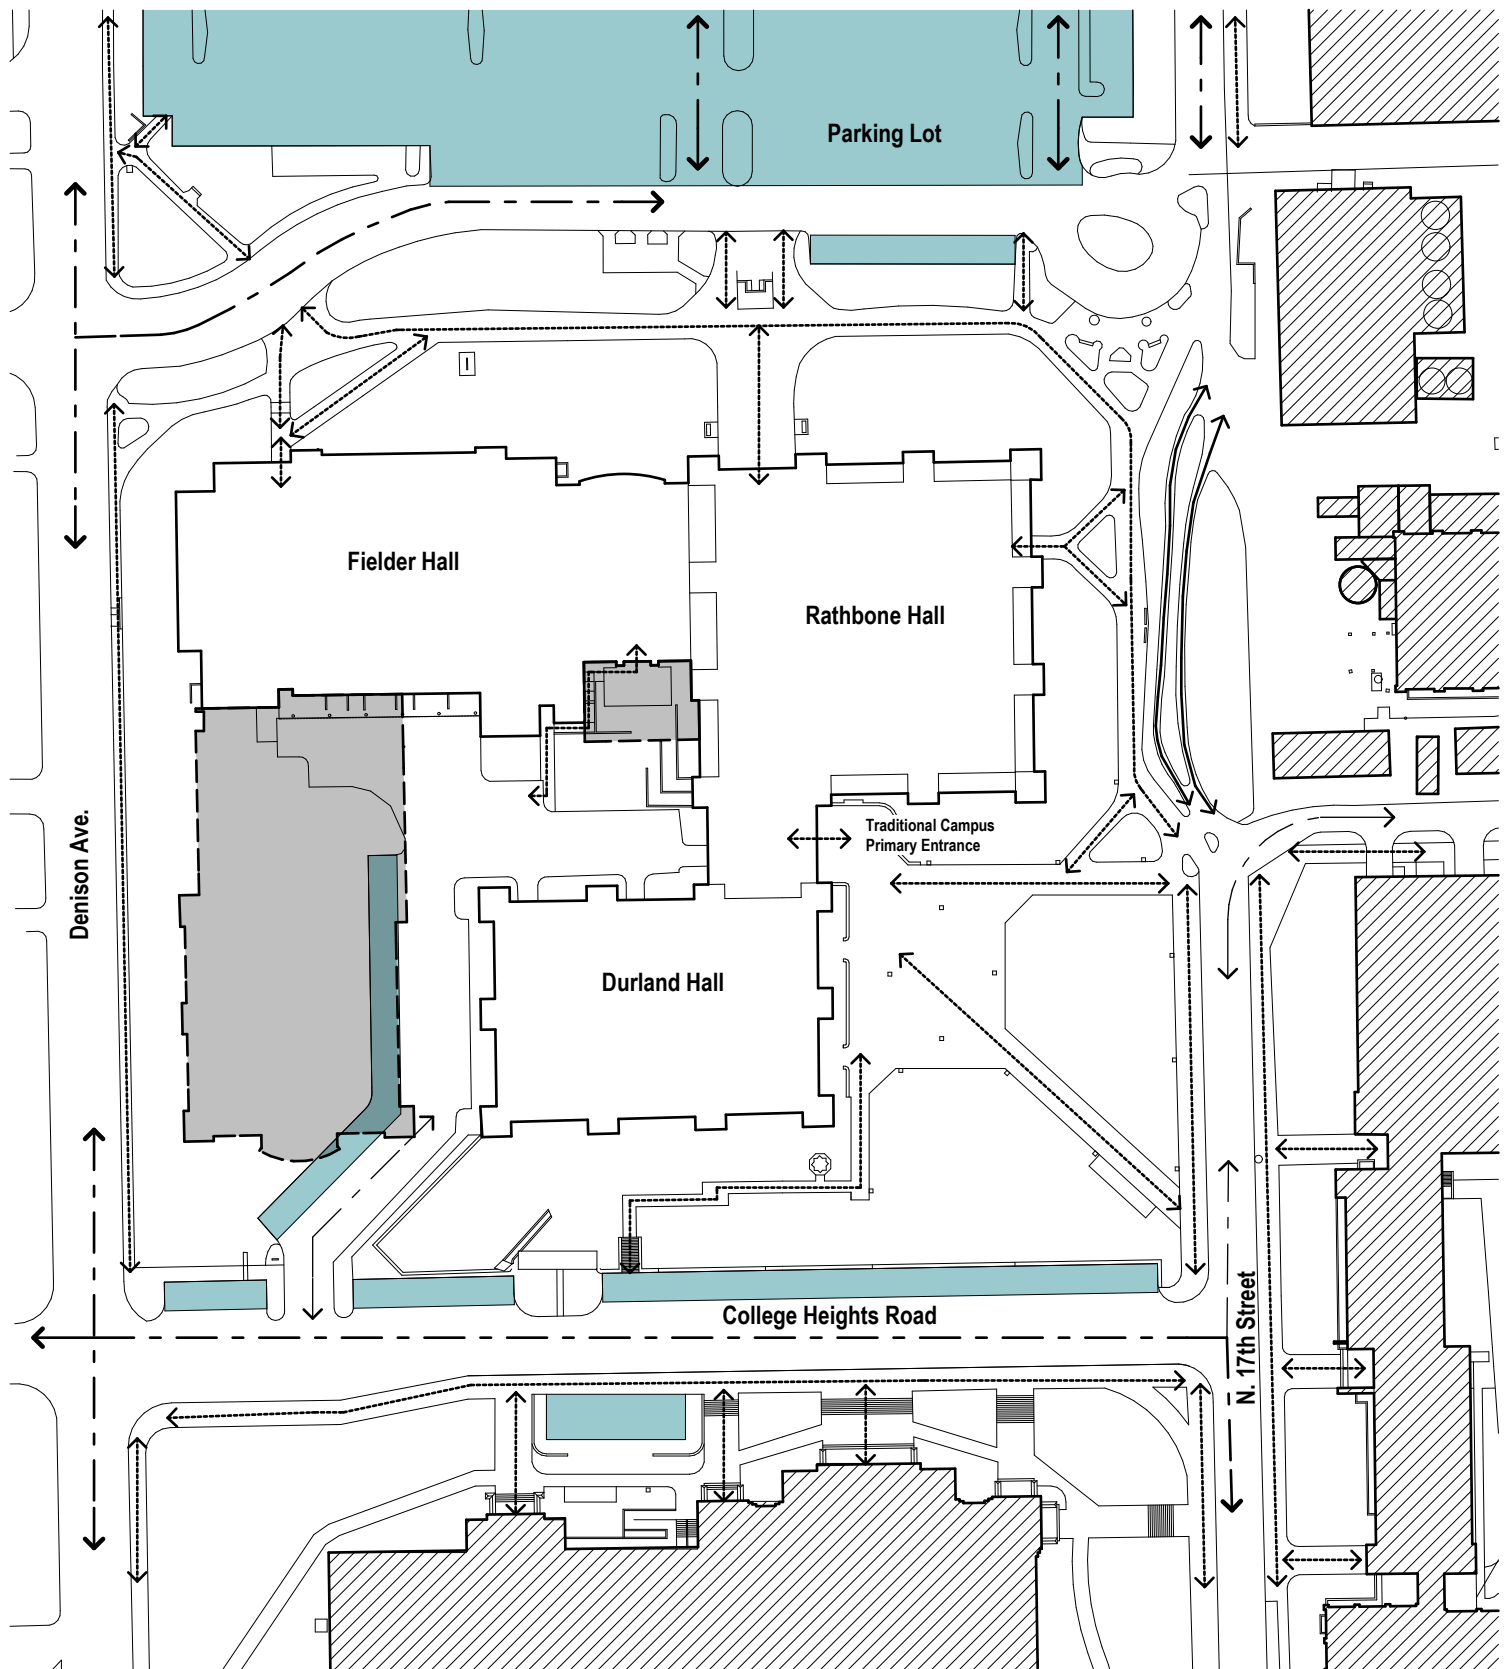 Parking Lot
Fielder Hall
Rathbone Hall
Traditional Campus
Primary Entrance
Denison Ave.
Durland Hall
College Heights Road
N. 17th Street